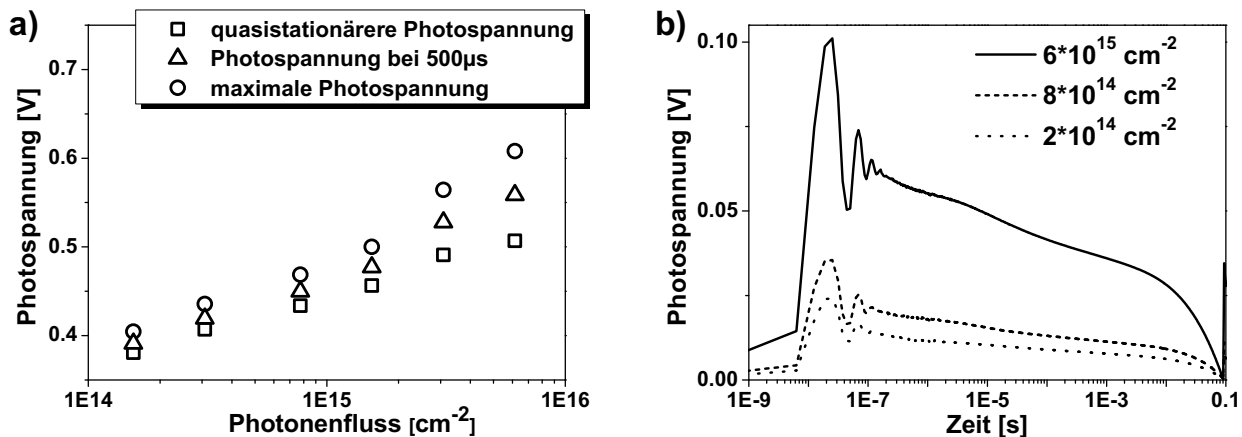 a)
quasistationärere Photospannung
Photospannung bei 500µs
maximale Photospannung
Photospannung [V]
0.7
0.6
0.5
0.4
1E14
1E15
1E16
Photonenfluss [cm-2]
b)
6*10^15 cm^-2
8*10^14 cm^-2
2*10^14 cm^-2
Photospannung [V]
0.10
0.05
0.00
1E-9
1E-7
1E-5
1E-3
0.1
Zeit [s]